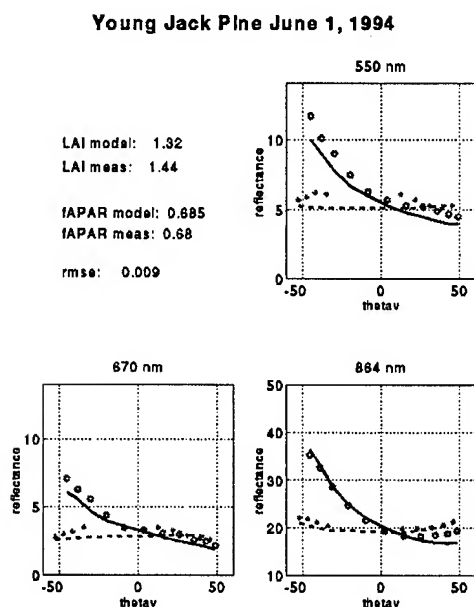 Young Jack Pine June 1, 1994
550 nm
LAI model: 1.32
LAI meas: 1.44
fAPAR model: 0.685
fAPAR meas: 0.68
rmse: 0.009
reflectance
10
5
0
-50
0
50
thetav
670 nm
reflectance
10
5
0
-50
0
50
thetav
864 nm
reflectance
50
40
30
20
10
-50
0
50
thetav